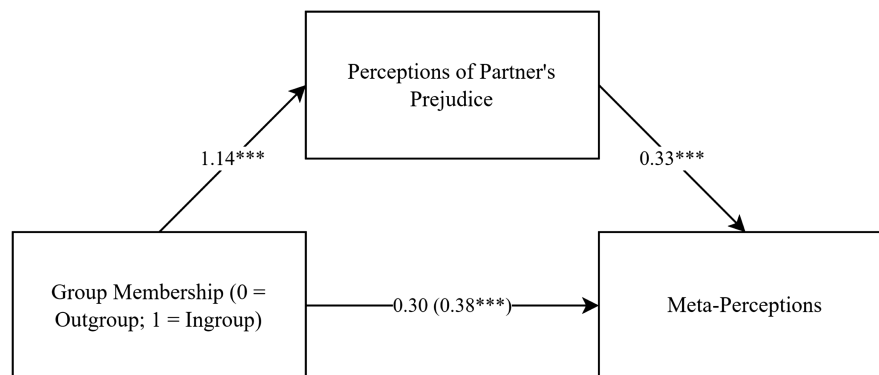 Perceptions of Partner's
Prejudice
1.14***
0.33***
Group Membership (0 =
Outgroup; 1 = Ingroup)
0.30 (0.38***)
Meta-Perceptions